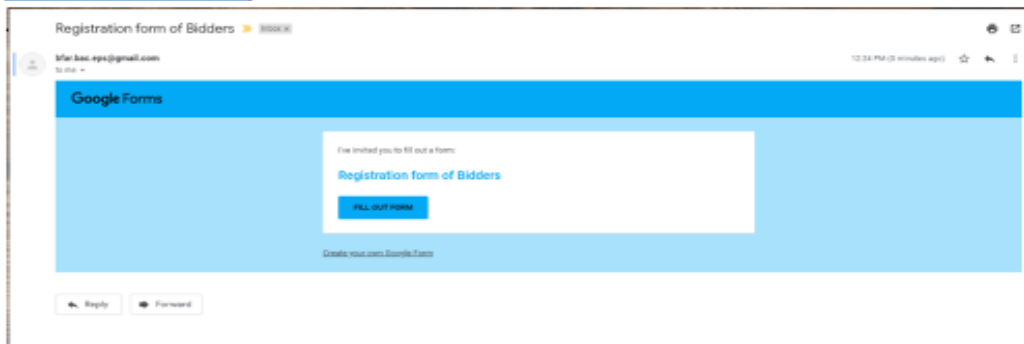 Registration form of Bidders
Inbox x
bfar.bac.eps@gmail.com
12:34 PM (0 minutes ago)
to me
Google Forms
I've invited you to fill out a form:
Registration form of Bidders
FILL OUT FORM
Create your own Google Form
Reply
Forward